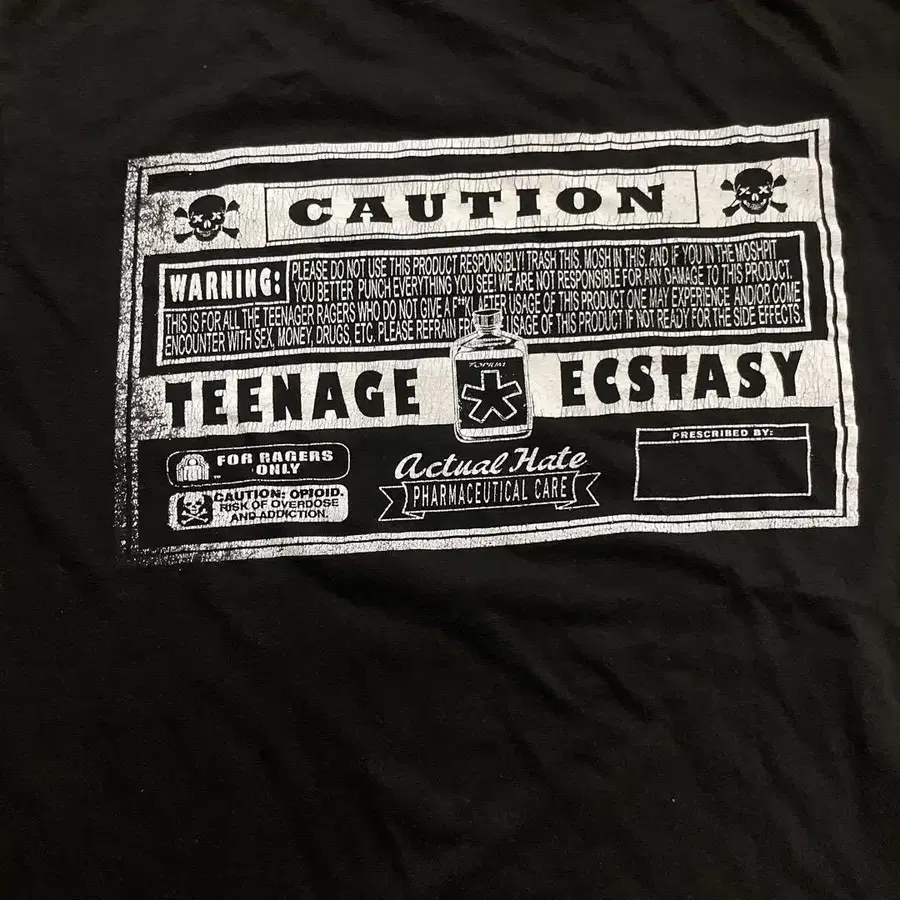 CAUTION
WARNING:
PLEASE DO NOT USE THIS PRODUCT RESPONSIBLY! TRASH THIS, MOSH IN THIS, AND IF YOU IN THE MOSHPIT
YOU BETTER PUNCH EVERYTHING YOU SEE! WE ARE NOT RESPONSIBLE FOR ANY DAMAGE TO THIS PRODUCT.
THIS IS FOR ALL THE TEENAGER RAGERS WHO DO NOT GIVE A F**K! AFTER USAGE OF THIS PRODUCT ONE MAY EXPERIENCE AND/OR COME
ENCOUNTER WITH SEX, MONEY, DRUGS, ETC. PLEASE REFRAIN USAGE OF THIS PRODUCT IF NOT READY FOR THE SIDE EFFECTS.
TEENAGE ECSTASY
FOR RAGERS
ONLY
™
CAUTION: OPIOID.
RISK OF OVERDOSE
AND ADDICTION.
Actual Hate
PHARMACEUTICAL CARE
PRESCRIBED BY: